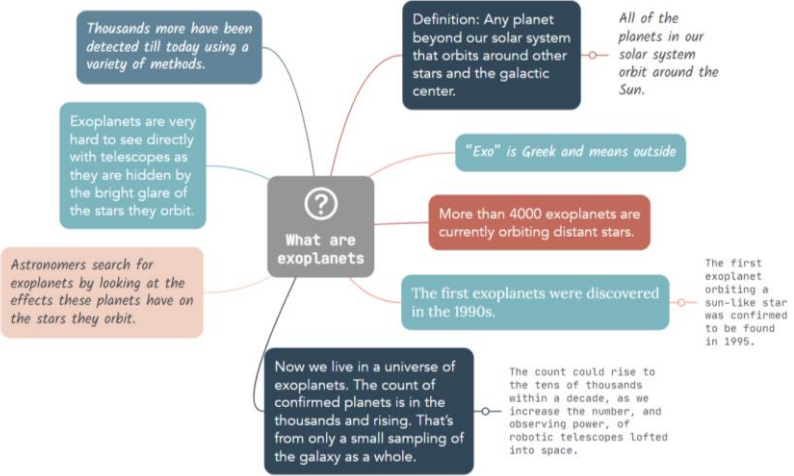 Thousands more have been
detected till today using a
variety of methods.
Definition: Any planet
beyond our solar system
that orbits around other
stars and the galactic
center.
All of the
planets in our
solar system
orbit around the
Sun.
Exoplanets are very
hard to see directly
with telescopes as
they are hidden by
the bright glare of
the stars they orbit.
“Exo” is Greek and means outside
?
What are
exoplanets
More than 4000 exoplanets are
currently orbiting distant stars.
Astronomers search for
exoplanets by looking at the
effects these planets have on
the stars they orbit.
The first exoplanets were discovered
in the 1990s.
The first
exoplanet
orbiting a
sun-like star
was confirmed
to be found
in 1995.
Now we live in a universe of
exoplanets. The count of
confirmed planets is in the
thousands and rising. That’s
from only a small sampling of
the galaxy as a whole.
The count could rise to
the tens of thousands
within a decade, as we
increase the number, and
observing power, of
robotic telescopes lofted
into space.